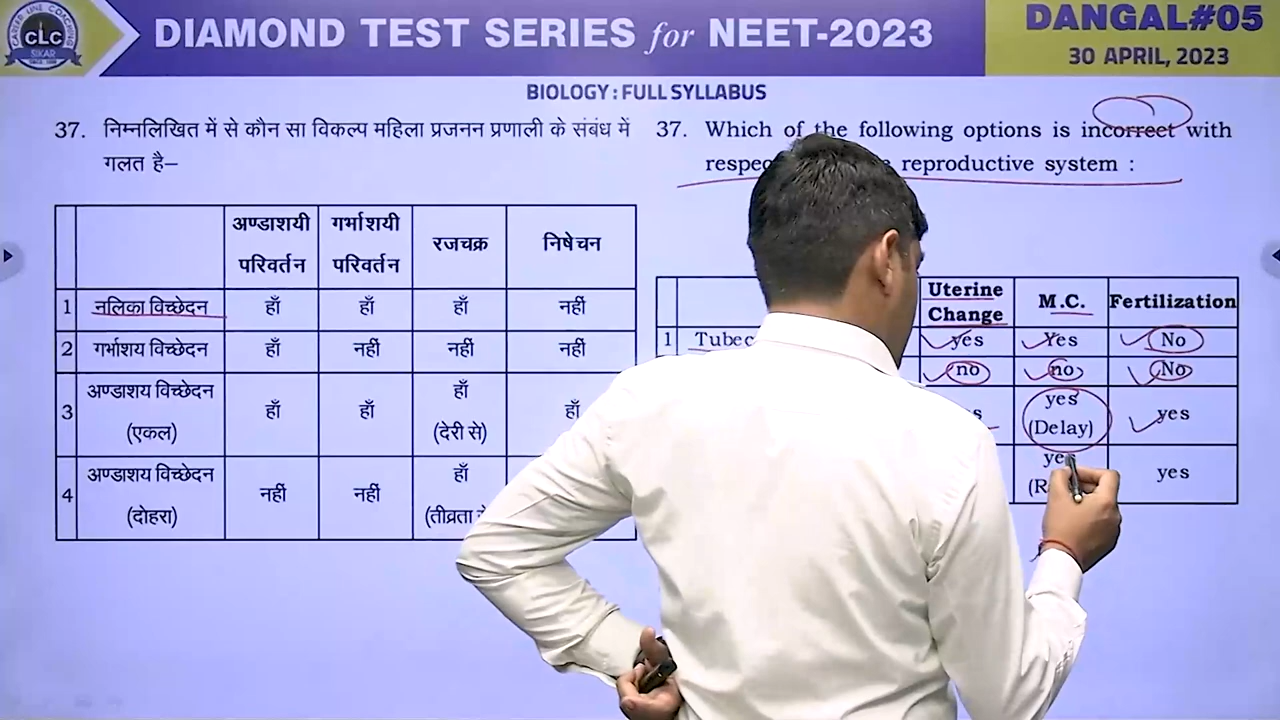 CLC
SIKAR
DIAMOND TEST SERIES for NEET-2023
DANGAL#05
30 APRIL, 2023
BIOLOGY : FULL SYLLABUS
37. निम्नलिखित में से कौन सा विकल्प महिला प्रजनन प्रणाली के संबंध में
गलत है–
अण्डाशयी परिवर्तन
गर्भाशयी परिवर्तन
रजचक्र
निषेचन
1 नलिका विच्छेदन हाँ हाँ हाँ नहीं
2 गर्भाशय विच्छेदन हाँ नहीं नहीं नहीं
3 अण्डाशय विच्छेदन (एकल) हाँ हाँ हाँ (देरी से) हाँ
4 अण्डाशय विच्छेदन (दोहरा) नहीं नहीं हाँ (तीव्रता
37. Which of the following options is incorrect with
reproductive system :
Uterine Change
M.C.
Fertilization
1 yes Yes No
no no No
yes (Delay) yes
yes